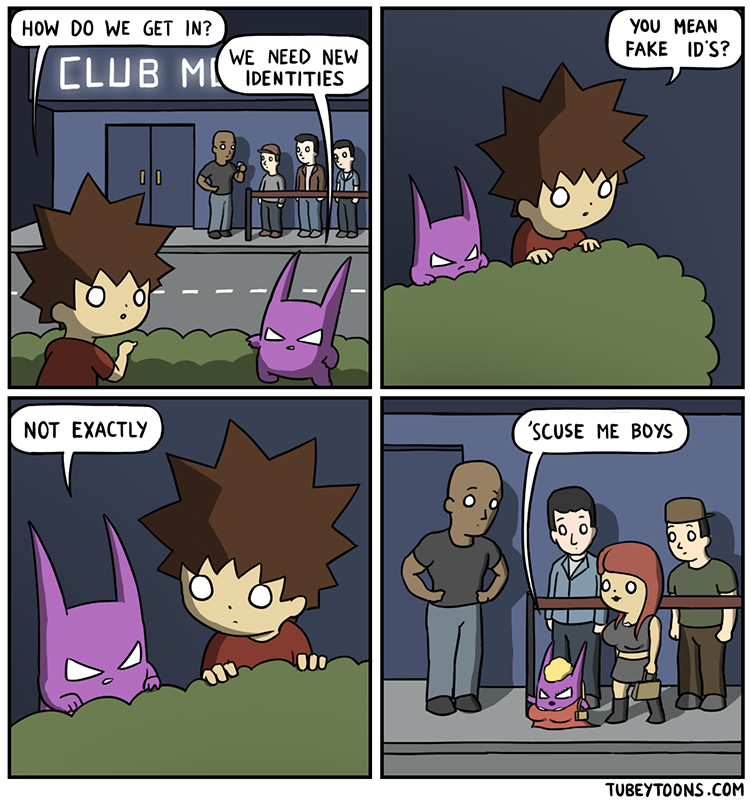 HOW DO WE GET IN?
WE NEED NEW
IDENTITIES
CLUB
YOU MEAN
FAKE ID'S?
NOT EXACTLY
'SCUSE ME BOYS
TUBEYTOONS.COM